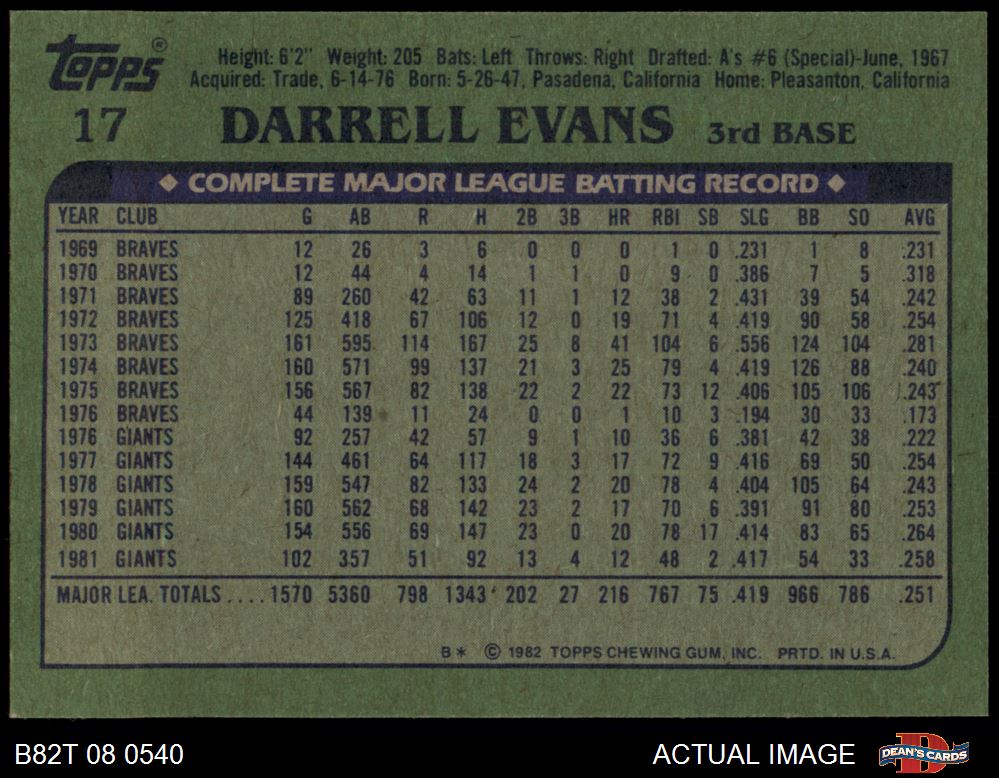 Topps®
Height: 6'2" Weight: 205 Bats: Left Throws: Right Drafted: A's #6 (Special)-June, 1967
Acquired: Trade, 6-14-76 Born: 5-26-47, Pasadena, California Home: Pleasanton, California
17 DARRELL EVANS 3rd BASE
◆ COMPLETE MAJOR LEAGUE BATTING RECORD ◆
YEAR CLUB G AB R H 2B 3B HR RBI SB SLG BB SO AVG
1969 BRAVES 12 26 3 6 0 0 0 1 0 .231 1 8 .231
1970 BRAVES 12 44 4 14 1 1 0 9 0 .386 7 5 .318
1971 BRAVES 89 260 42 63 11 1 12 38 2 .431 39 54 .242
1972 BRAVES 125 418 67 106 12 0 19 71 4 .419 90 58 .254
1973 BRAVES 161 595 114 167 25 8 41 104 6 .556 124 104 .281
1974 BRAVES 160 571 99 137 21 3 25 79 4 .419 126 88 .240
1975 BRAVES 156 567 82 138 22 2 22 73 12 .406 105 106 .243
1976 BRAVES 44 139 11 24 0 0 1 10 3 .194 30 33 .173
1976 GIANTS 92 257 42 57 9 1 10 36 6 .381 42 38 .222
1977 GIANTS 144 461 64 117 18 3 17 72 9 .416 69 50 .254
1978 GIANTS 159 547 82 133 24 2 20 78 4 .404 105 64 .243
1979 GIANTS 160 562 68 142 23 2 17 70 6 .391 91 80 .253
1980 GIANTS 154 556 69 147 23 0 20 78 17 .414 83 65 .264
1981 GIANTS 102 357 51 92 13 4 12 48 2 .417 54 33 .258
MAJOR LEA. TOTALS .... 1570 5360 798 1343 202 27 216 767 75 .419 966 786 .251
B* © 1982 TOPPS CHEWING GUM, INC. PRTD. IN U.S.A.
B82T 08 0540 ACTUAL IMAGE D DEAN'S CARDS